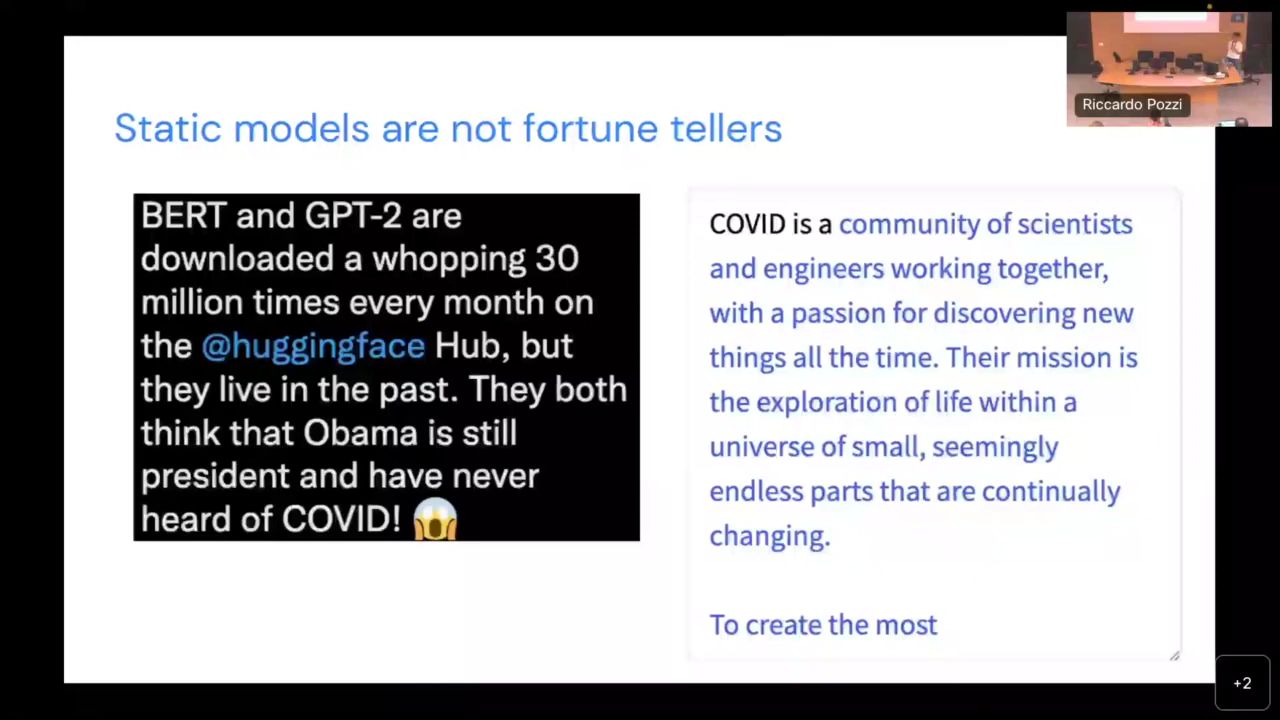 Riccardo Pozzi
Static models are not fortune tellers
BERT and GPT-2 are
downloaded a whopping 30
million times every month on
the @huggingface Hub, but
they live in the past. They both
think that Obama is still
president and have never
heard of COVID! 😱
COVID is a community of scientists
and engineers working together,
with a passion for discovering new
things all the time. Their mission is
the exploration of life within a
universe of small, seemingly
endless parts that are continually
changing.
To create the most
+2